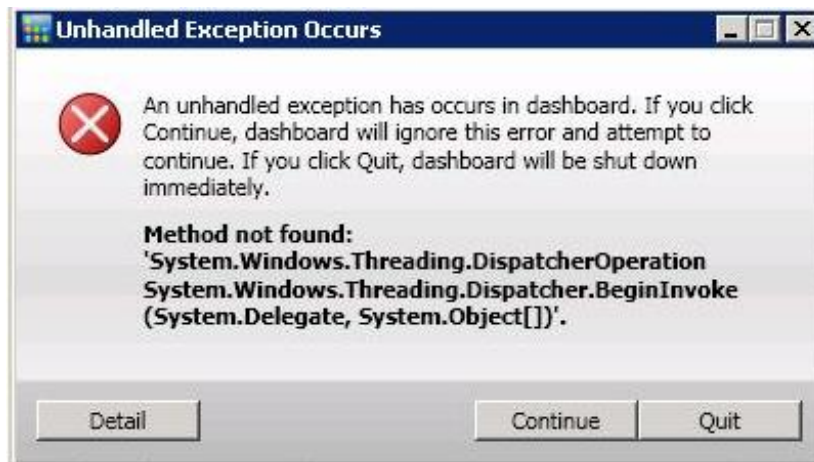 Unhandled Exception Occurs
An unhandled exception has occurs in dashboard. If you click
Continue, dashboard will ignore this error and attempt to
continue. If you click Quit, dashboard will be shut down
immediately.
Method not found:
'System.Windows.Threading.DispatcherOperation
System.Windows.Threading.Dispatcher.BeginInvoke
(System.Delegate, System.Object[])'.
Detail
Continue
Quit